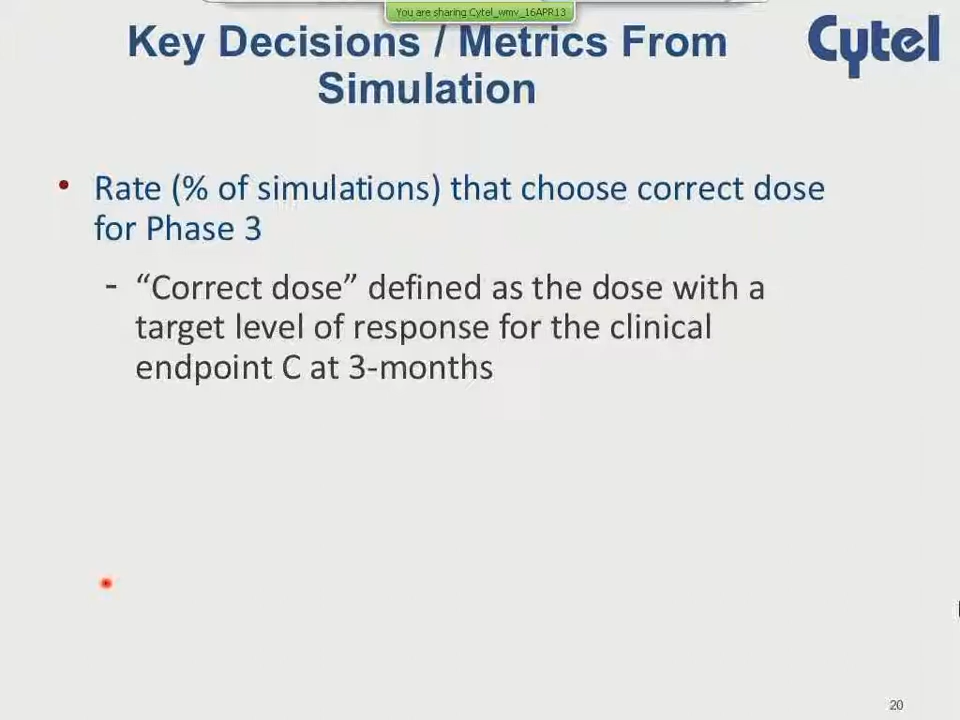 You are sharing Cytel_wmv_16APR13
Key Decisions / Metrics From
Simulation
Cytel
• Rate (% of simulations) that choose correct dose
for Phase 3
- “Correct dose” defined as the dose with a
target level of response for the clinical
endpoint C at 3-months
20